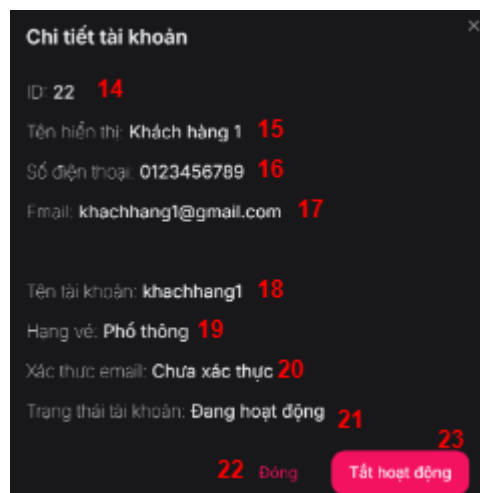 Chi tiết tài khoản ×
ID: 22 14
Tên hiển thị: Khách hàng 1 15
Số điện thoại: 0123456789 16
Email: khachhang1@gmail.com 17
Tên tài khoản: khachhang1 18
Hạng vé: Phổ thông 19
Xác thực email: Chưa xác thực 20
Trạng thái tài khoản: Đang hoạt động 21
23
22 Đóng Tắt hoạt động